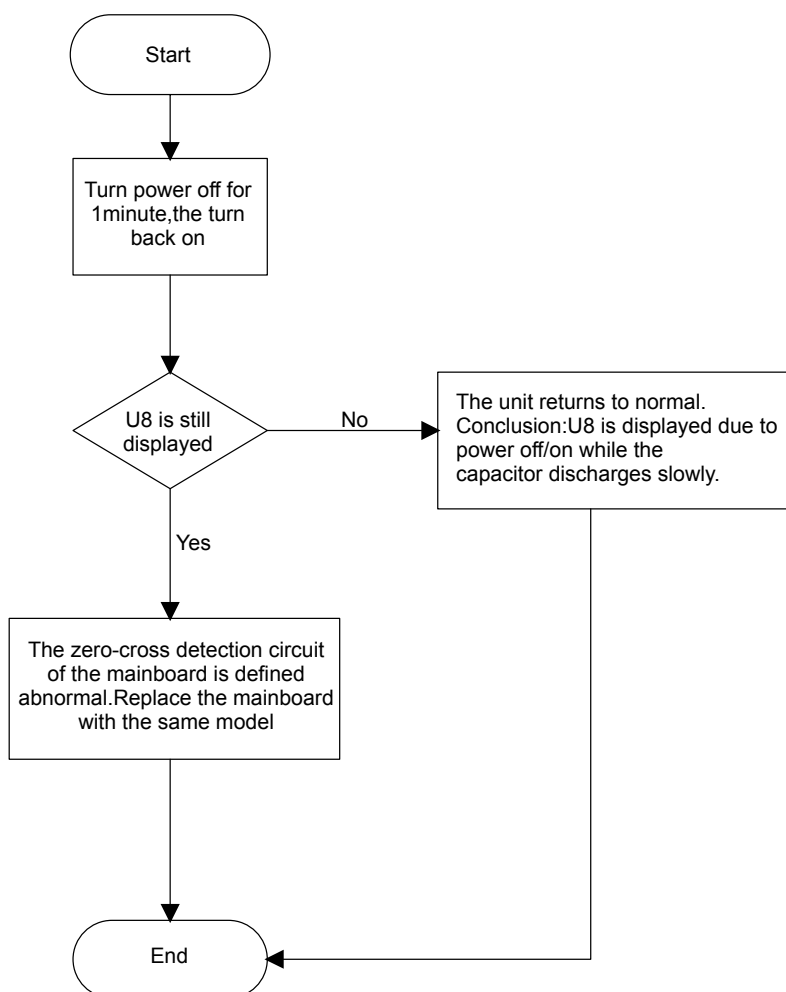 Start
Turn power off for
1minute,the turn
back on
U8 is still
displayed
No
The unit returns to normal.
Conclusion:U8 is displayed due to
power off/on while the
capacitor discharges slowly.
Yes
The zero-cross detection circuit
of the mainboard is defined
abnormal.Replace the mainboard
with the same model
End